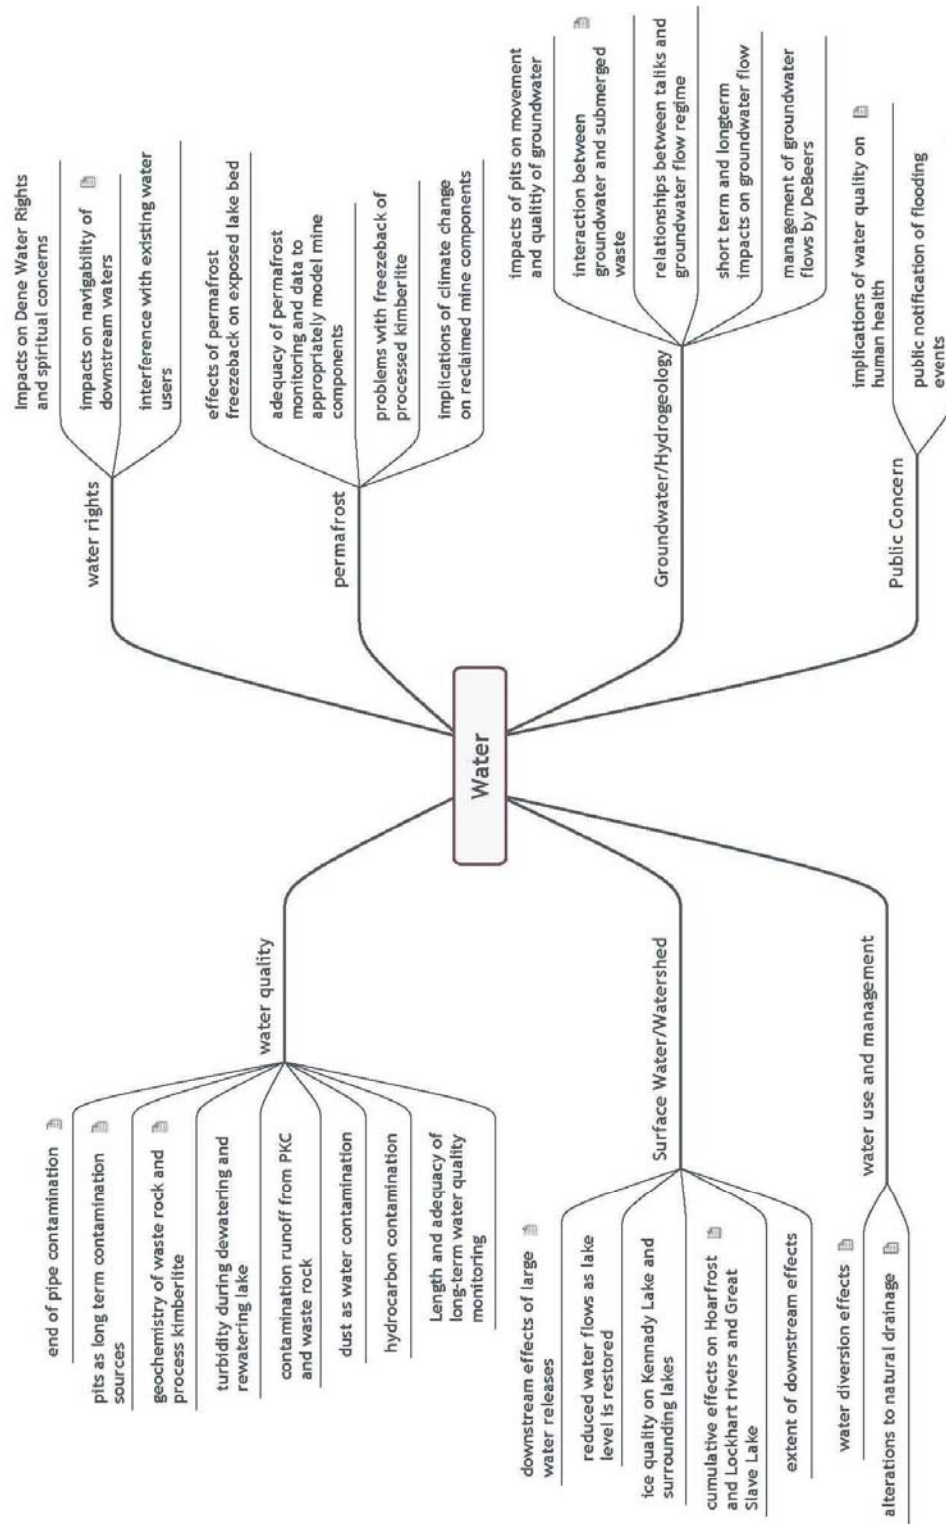 Water
water quality
end of pipe contamination
pits as long term contamination
sources
geochemistry of waste rock and
process kimberlite
turbidity during dewatering and
rewatering lake
contamination runoff from PKC
and waste rock
dust as water contamination
hydrocarbon contamination
Length and adequacy of
long-term water quality
monitoring
Surface Water/Watershed
downstream effects of large
water releases
reduced water flows as lake
level is restored
ice quality on Kennady Lake and
surrounding lakes
cumulative effects on Hoarfrost
and Lockhart rivers and Great
Slave Lake
extent of downstream effects
water use and management
water diversion effects
alterations to natural drainage
water rights
Impacts on Dene Water Rights
and spiritual concerns
impacts on navigability of
downstream waters
interference with existing water
users
permafrost
effects of permafrost
freezeback on exposed lake bed
adequacy of permafrost
monitoring and data to
appropriately model mine
components
problems with freezeback of
processed kimberlite
implications of climate change
on reclaimed mine components
Groundwater/Hydrogeology
impacts of pits on movement
and qualitiy of groundwater
interaction between
groundwater and submerged
waste
relationships between taliks and
groundwater flow regime
short term and longterm
impacts on groundwater flow
management of groundwater
flows by DeBeers
Public Concern
implications of water quality on
human health
public notification of flooding
events